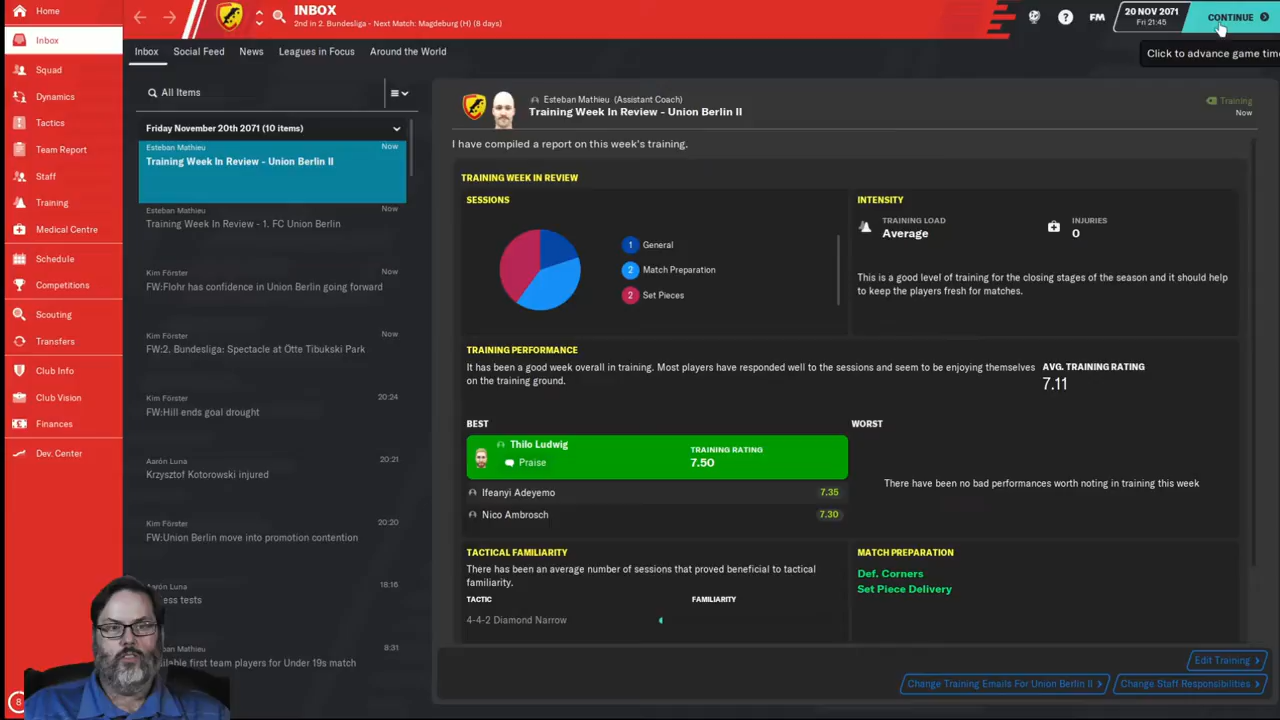 Home
Inbox
Squad
Dynamics
Tactics
Team Report
Staff
Training
Medical Centre
Schedule
Competitions
Scouting
Transfers
Club Info
Club Vision
Finances
Dev. Center
8
INBOX
2nd in 2. Bundesliga - Next Match: Magdeburg (H) (8 days)
?
FM
20 NOV 2071
Fri 21:45
CONTINUE
Click to advance game time
Inbox
Social Feed
News
Leagues in Focus
Around the World
All Items
Friday November 20th 2071 (10 items)
Esteban Mathieu
Now
Training Week In Review - Union Berlin II
Esteban Mathieu
Now
Training Week In Review - 1. FC Union Berlin
Kim Förster
Now
FW:Flohr has confidence in Union Berlin going forward
Kim Förster
Now
FW:2. Bundesliga: Spectacle at Otte Tibukski Park
Kim Förster
20:24
FW:Hill ends goal drought
Aarón Luna
20:21
Krzysztof Kotorowski injured
Kim Förster
20:20
FW:Union Berlin move into promotion contention
Aarón Luna
18:16
ess tests
eban Mathieu
8:31
ilable first team players for Under 19s match
Esteban Mathieu (Assistant Coach)
Training Week In Review - Union Berlin II
Training
Now
I have compiled a report on this week's training.
TRAINING WEEK IN REVIEW
SESSIONS
1 General
2 Match Preparation
2 Set Pieces
INTENSITY
TRAINING LOAD
Average
INJURIES
0
This is a good level of training for the closing stages of the season and it should help
to keep the players fresh for matches.
TRAINING PERFORMANCE
It has been a good week overall in training. Most players have responded well to the sessions and seem to be enjoying themselves
on the training ground.
AVG. TRAINING RATING
7.11
BEST
Thilo Ludwig
Praise
TRAINING RATING
7.50
Ifeanyi Adeyemo
7.35
Nico Ambrosch
7.30
WORST
There have been no bad performances worth noting in training this week
TACTICAL FAMILIARITY
There has been an average number of sessions that proved beneficial to tactical
familiarity.
TACTIC
FAMILIARITY
4-4-2 Diamond Narrow
MATCH PREPARATION
Def. Corners
Set Piece Delivery
Edit Training
Change Training Emails For Union Berlin II
Change Staff Responsibilities